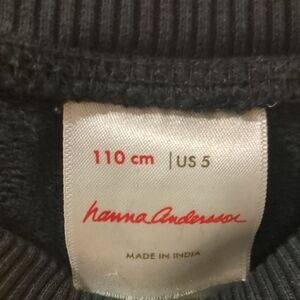 110 cm | US 5
hanna andersson
MADE IN INDIA